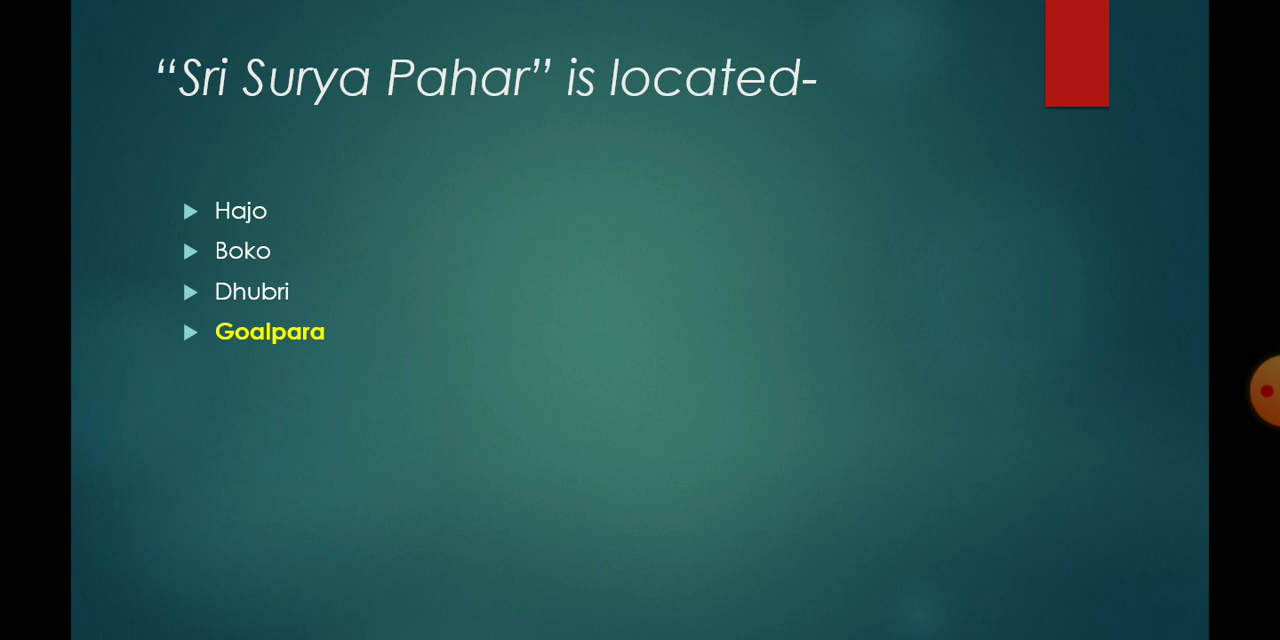 “Sri Surya Pahar” is located-
Hajo
Boko
Dhubri
Goalpara